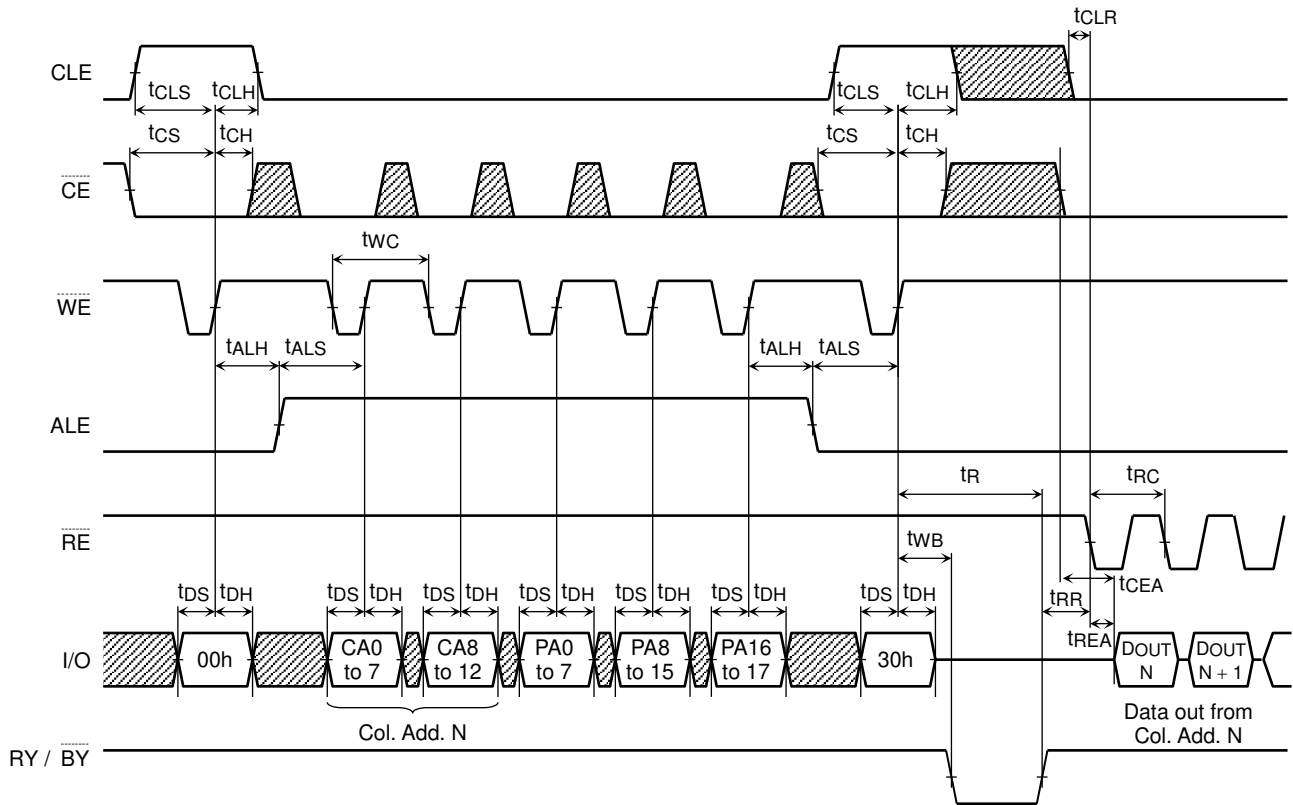 tCLR
CLE
tCLS tCLH tCLS tCLH
tCS tCH tCS tCH
CE
tWC
WE
tALH tALS tALH tALS
ALE
tR tRC
RE
tWB
tCEA
tDS tDH tDS tDH tDS tDH tDS tDH tDS tDH tDS tDH tDS tDH tRR
tREA
I/O 00h CA0 to 7 CA8 to 12 PA0 to 7 PA8 to 15 PA16 to 17 30h DOUT N DOUT N + 1
Col. Add. N
Data out from
Col. Add. N
RY / BY